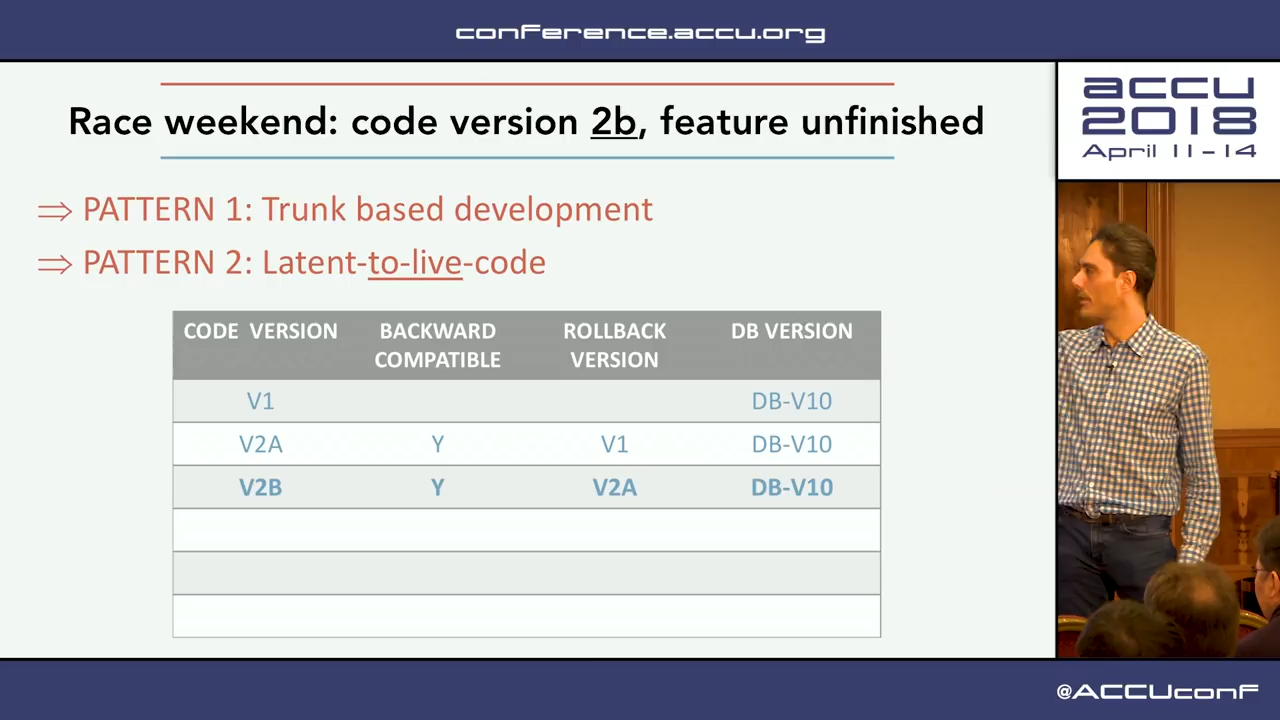 conference.accu.org
Race weekend: code version 2b, feature unfinished
⇒ PATTERN 1: Trunk based development
⇒ PATTERN 2: Latent-to-live-code
CODE VERSION BACKWARD COMPATIBLE ROLLBACK VERSION DB VERSION
V1 DB-V10
V2A Y V1 DB-V10
V2B Y V2A DB-V10
accu
2018
April 11-14
@ACCUconf